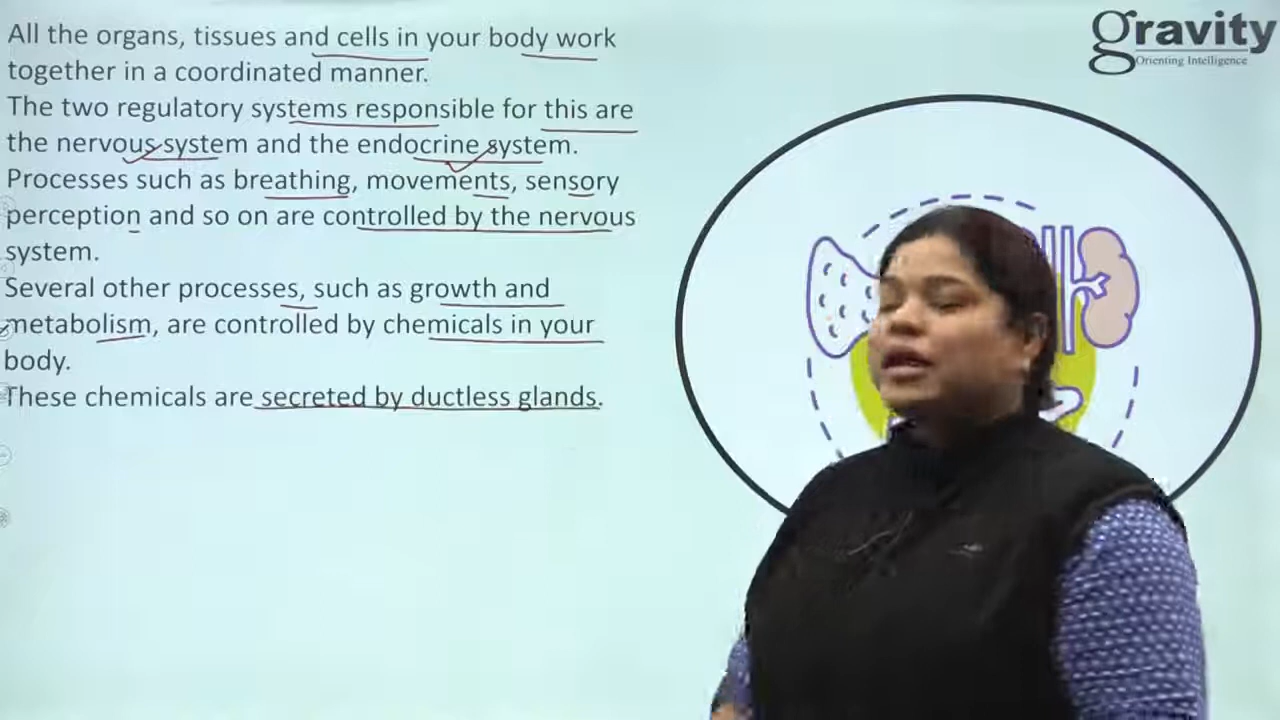 All the organs, tissues and cells in your body work
together in a coordinated manner.
The two regulatory systems responsible for this are
the nervous system and the endocrine system.
Processes such as breathing, movements, sensory
perception and so on are controlled by the nervous
system.
Several other processes, such as growth and
metabolism, are controlled by chemicals in your
body.
These chemicals are secreted by ductless glands.
gravity
Orienting Intelligence